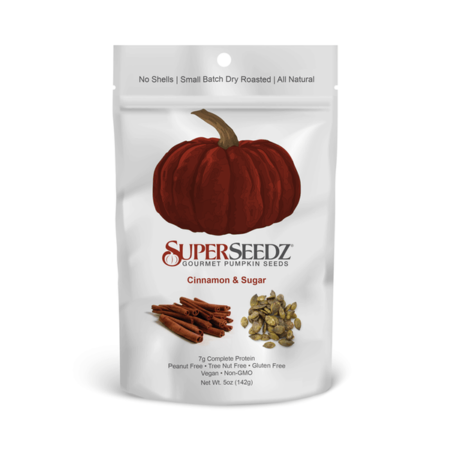 No Shells | Small Batch Dry Roasted | All Natural
SUPERSEEDZ®
GOURMET PUMPKIN SEEDS
Cinnamon & Sugar
7g Complete Protein
Peanut Free • Tree Nut Free • Gluten Free
Vegan • Non-GMO
Net Wt. 5oz (142g)